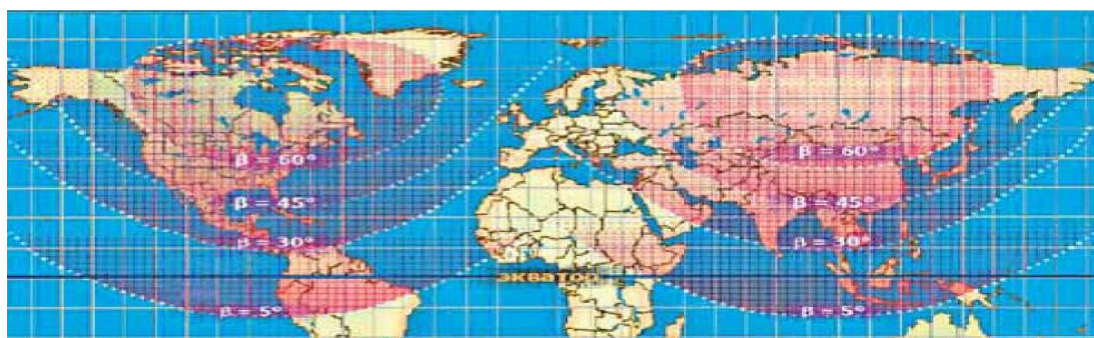 β = 60°
β = 60°
β = 45°
β = 45°
β = 30°
β = 30°
экватор
β = 5°
β = 5°